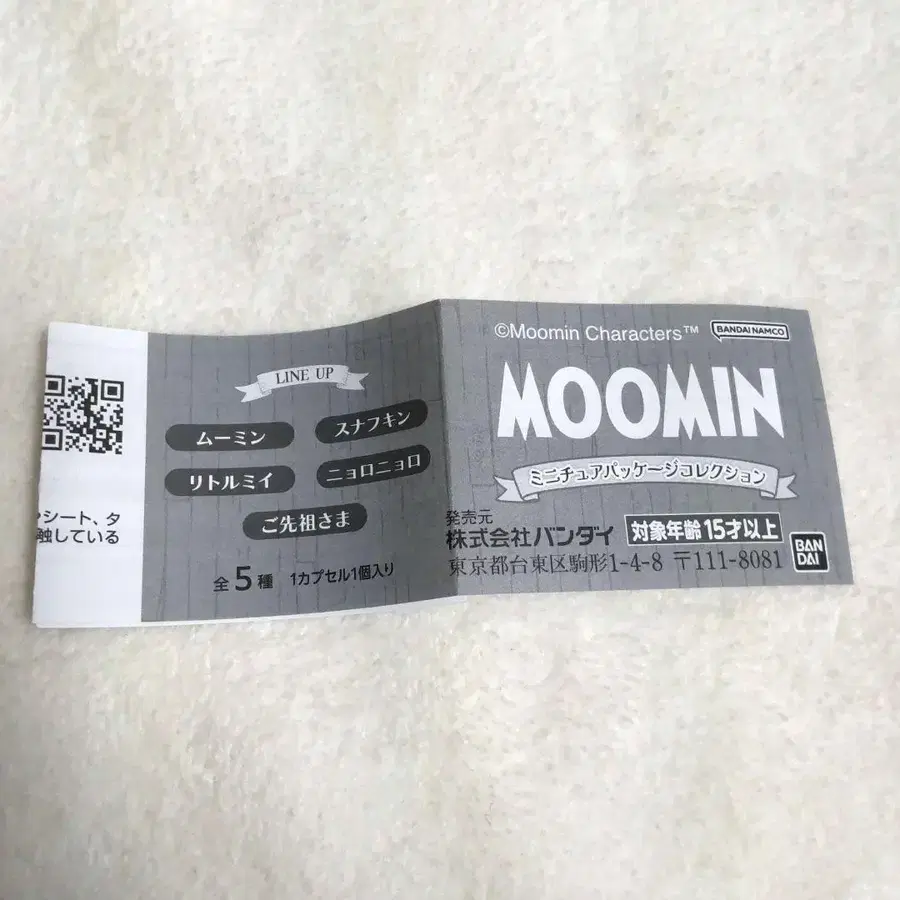 シート、タ
触している
LINE UP
ムーミン
スナフキン
リトルミイ
ニョロニョロ
ご先祖さま
全5種 1カプセル1個入り
©Moomin Characters™
BANDAI NAMCO
MOOMIN
ミニチュアパッケージコレクション
発売元
株式会社バンダイ 対象年齢15才以上
東京都台東区駒形1-4-8 〒111-8081
BAN
DAI